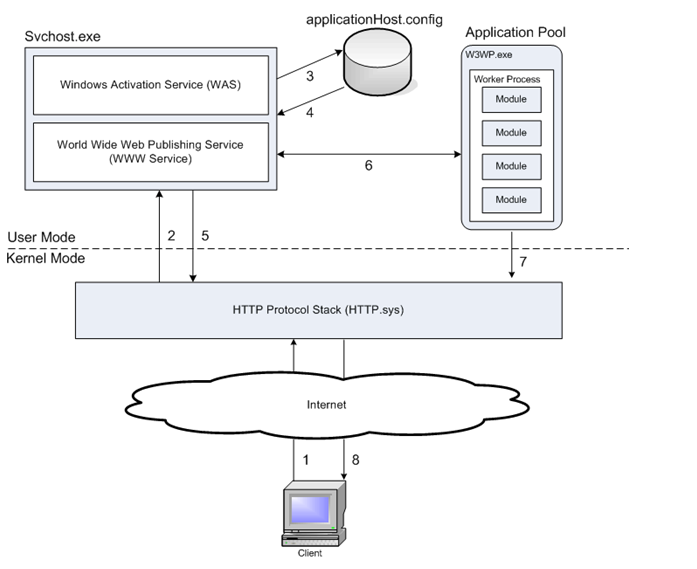 applicationHost.config
Svchost.exe
Application Pool
W3WP.exe
Worker Process
Windows Activation Service (WAS)
3
Module
4
Module
World Wide Web Publishing Service
(WWW Service)
6
Module
Module
User Mode
2
5
Kernel Mode
7
HTTP Protocol Stack (HTTP.sys)
Internet
1
8
Client